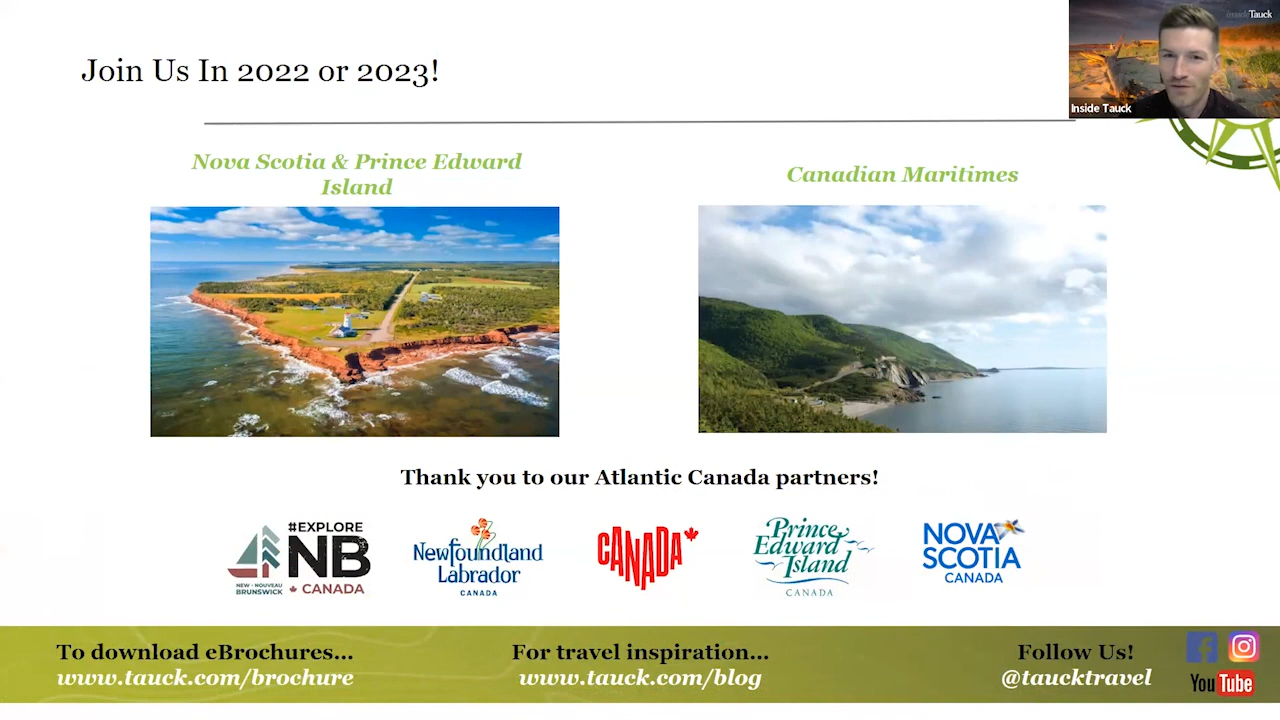 insideTauck
Join Us In 2022 or 2023!
Inside Tauck
Nova Scotia & Prince Edward
Island
Canadian Maritimes
Thank you to our Atlantic Canada partners!
#EXPLORE
NB
NEW - NOUVEAU
BRUNSWICK
CANADA
Newfoundland
Labrador
CANADA
CANADA
Prince
Edward
Island
CANADA
NOVA
SCOTIA
CANADA
To download eBrochures...
www.tauck.com/brochure
For travel inspiration...
www.tauck.com/blog
Follow Us!
@taucktravel
YouTube